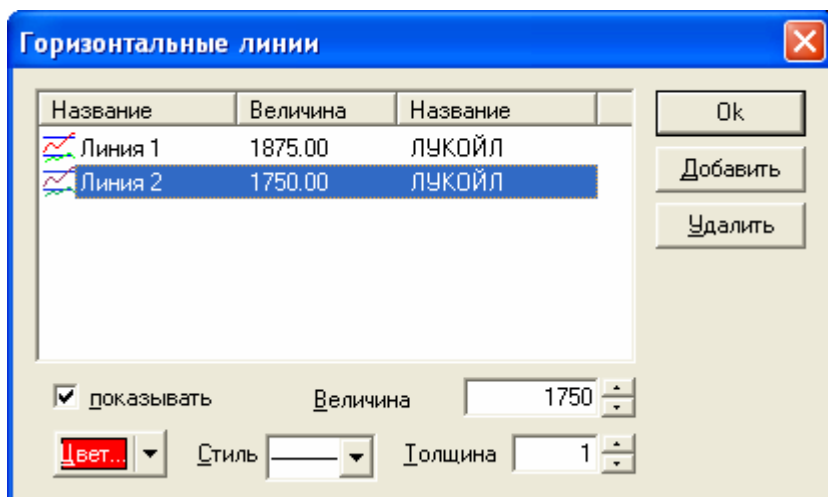 Горизонтальные линии
Название Величина Название
Линия 1 1875.00 ЛУКОЙЛ
Линия 2 1750.00 ЛУКОЙЛ
Ok
Добавить
Удалить
показывать Величина 1750
Цвет... Стиль Толщина 1